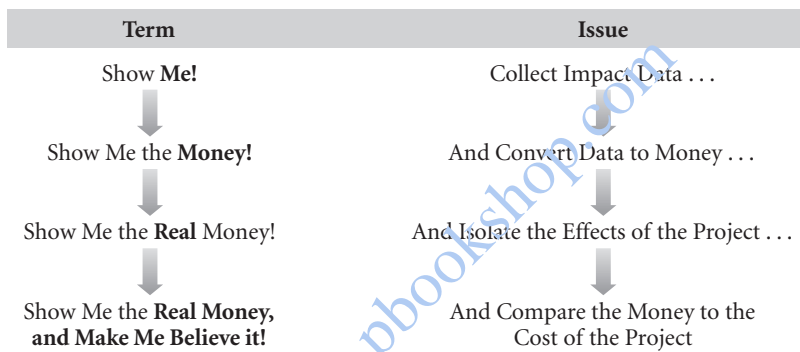 Term Issue
Show Me! Collect Impact Data . . .
Show Me the Money! And Convert Data to Money . . .
Show Me the Real Money! And Isolate the Effects of the Project . . .
Show Me the Real Money, And Compare the Money to the
and Make Me Believe it! Cost of the Project
pbookshop.com